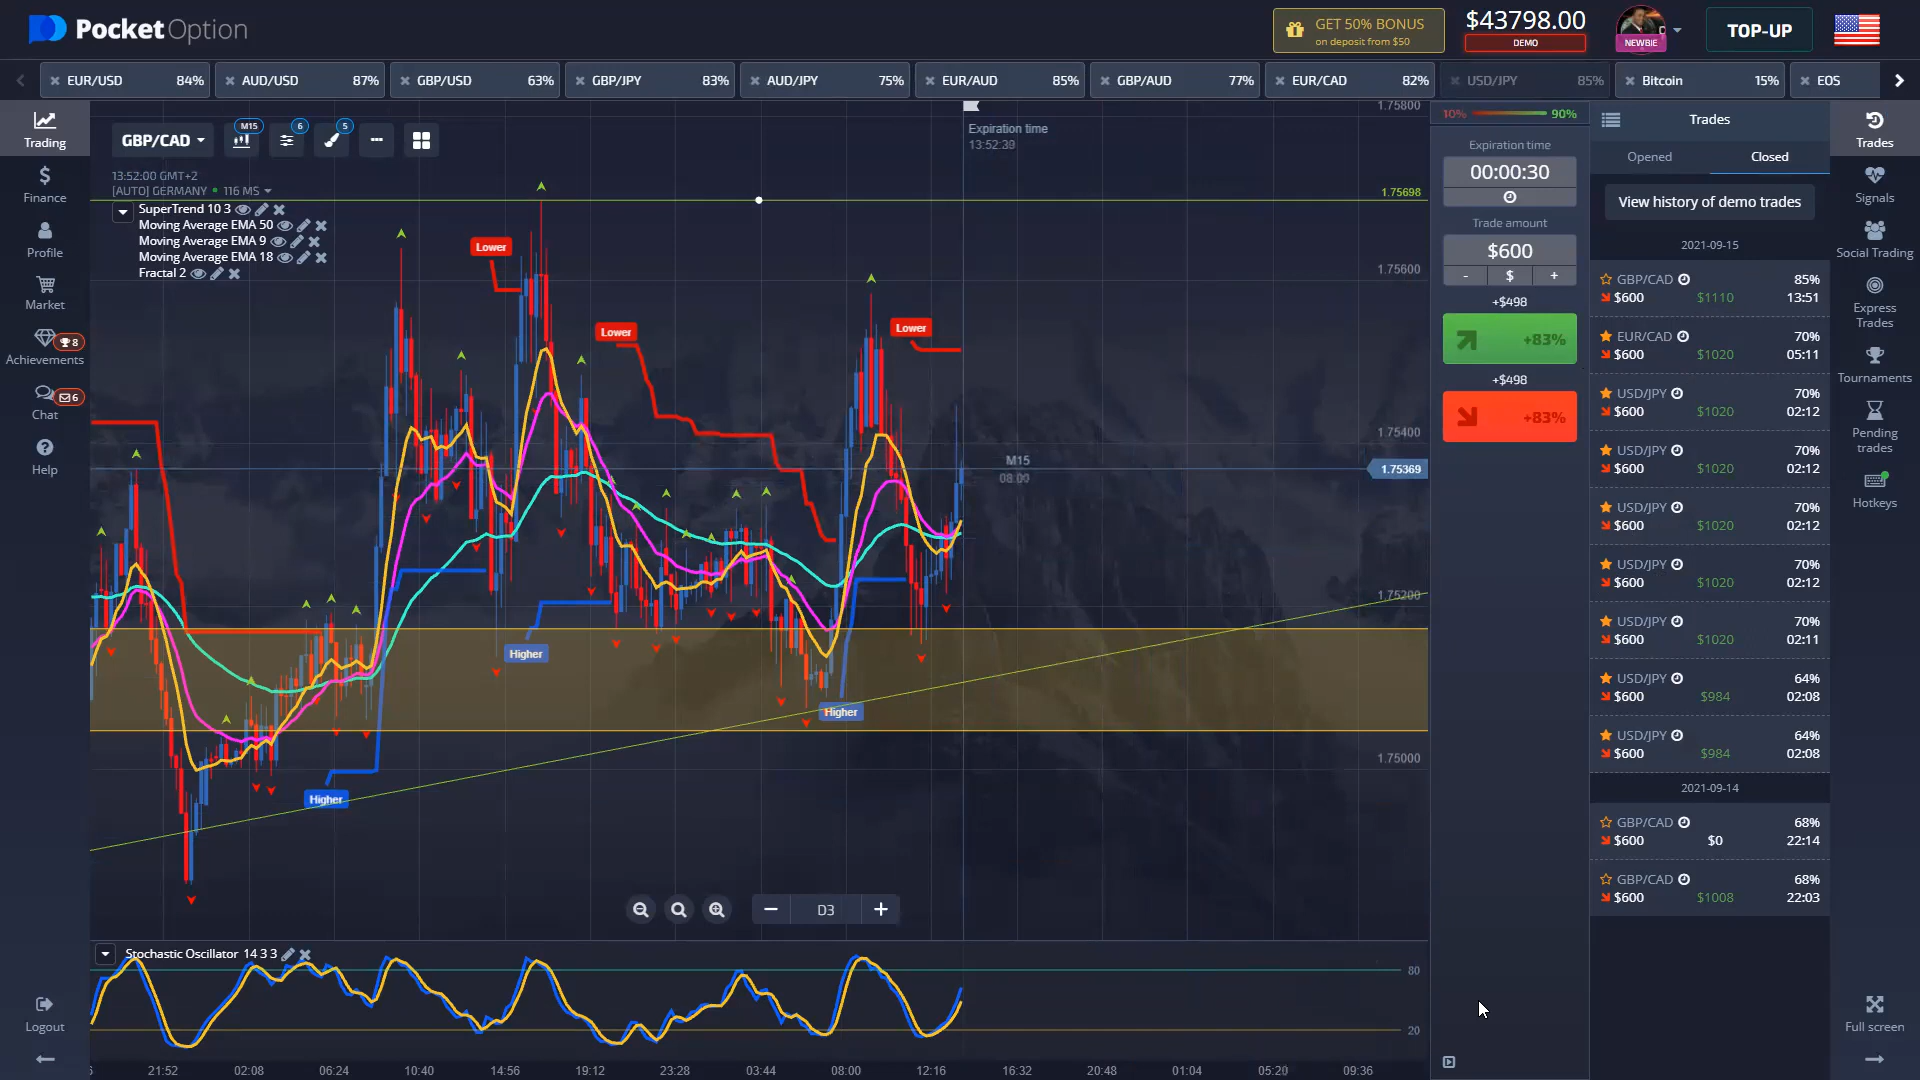 PocketOption
GET 50% BONUS
on deposit from $50
$43798.00
DEMO
NEWBIE
TOP-UP
EUR/USD 84%
AUD/USD 87%
GBP/USD 63%
GBP/JPY 83%
AUD/JPY 75%
EUR/AUD 85%
GBP/AUD 77%
EUR/CAD 82%
USD/JPY 85%
Bitcoin 15%
EOS
Trading
Finance
Profile
Market
8
Achievements
6
Chat
Help
Logout
GBP/CAD
M15
6
5
13:52:00 GMT+2
[AUTO] GERMANY 116 MS
SuperTrend 10 3
Moving Average EMA 50
Moving Average EMA 9
Moving Average EMA 18
Fractal 2
Expiration time
13:52:39
Lower
Lower
Lower
Higher
Higher
Higher
M15
08:00
1.75800
1.75698
1.75600
1.75400
1.75369
1.75200
1.75000
D3
Stochastic Oscillator 14 3 3
80
20
21:52 02:08 06:24 10:40 14:56 19:12 23:28 03:44 08:00 12:16 16:32 20:48 01:04 05:20 09:36
10% 90%
Expiration time
00:00:30
Trade amount
$600
- $ +
+$498
+83%
+$498
+83%
Trades
Opened Closed
View history of demo trades
2021-09-15
GBP/CAD 85%
$600 $1110 13:51
EUR/CAD 70%
$600 $1020 05:11
USD/JPY 70%
$600 $1020 02:12
USD/JPY 70%
$600 $1020 02:12
USD/JPY 70%
$600 $1020 02:12
USD/JPY 70%
$600 $1020 02:12
USD/JPY 70%
$600 $1020 02:11
USD/JPY 64%
$600 $984 02:08
USD/JPY 64%
$600 $984 02:08
2021-09-14
GBP/CAD 68%
$600 $0 22:14
GBP/CAD 68%
$600 $1008 22:03
Trades
Signals
Social Trading
Express
Trades
Tournaments
Pending
trades
Hotkeys
Full screen